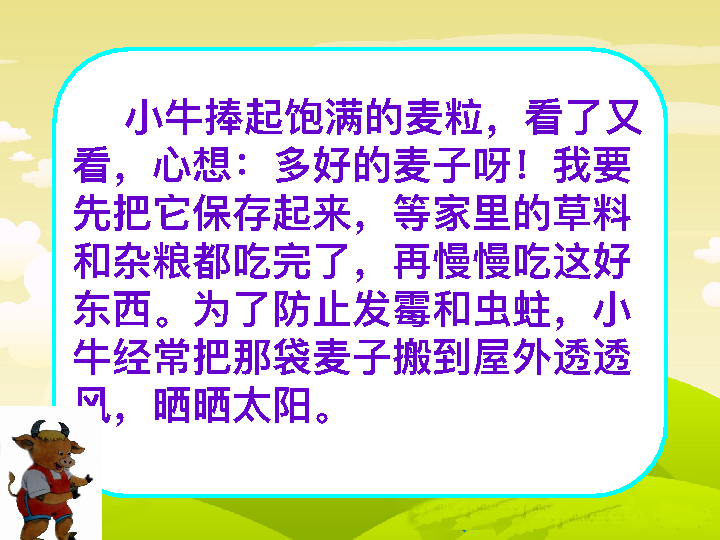 小牛捧起饱满的麦粒，看了又
看，心想：多好的麦子呀！我要
先把它保存起来，等家里的草料
和杂粮都吃完了，再慢慢吃这好
东西。为了防止发霉和虫蛀，小
牛经常把那袋麦子搬到屋外透透
风，晒晒太阳。